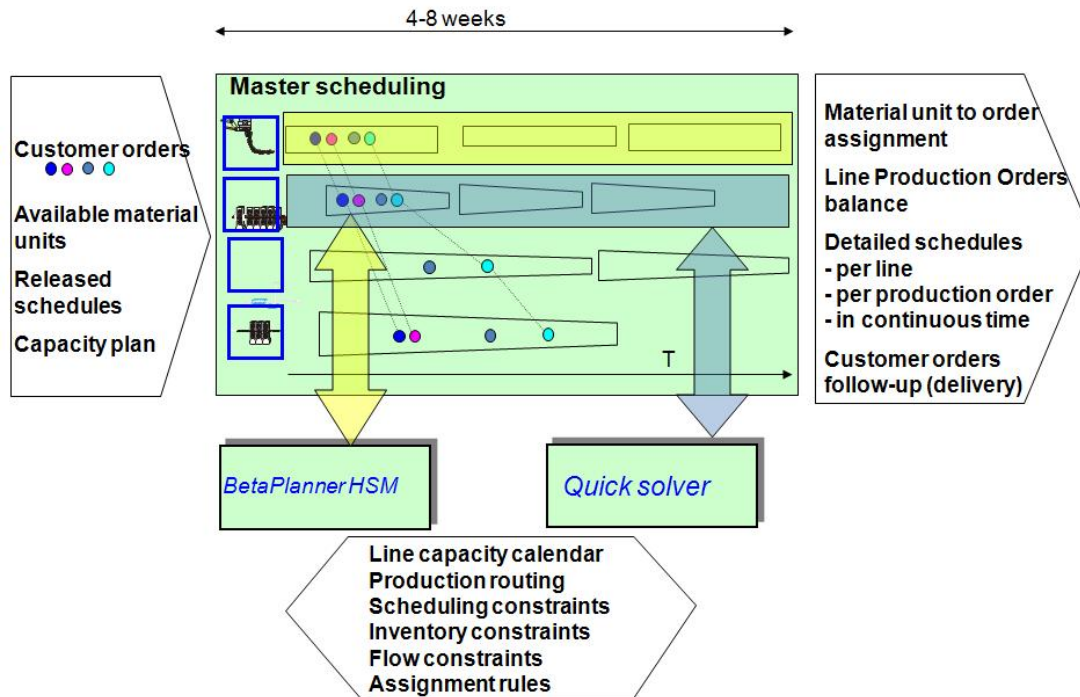 4-8 weeks
Master scheduling
Customer orders
Available material
units
Released
schedules
Capacity plan
T
Material unit to order
assignment
Line Production Orders
balance
Detailed schedules
- per line
- per production order
- in continuous time
Customer orders
follow-up (delivery)
BetaPlanner HSM
Quick solver
Line capacity calendar
Production routing
Scheduling constraints
Inventory constraints
Flow constraints
Assignment rules